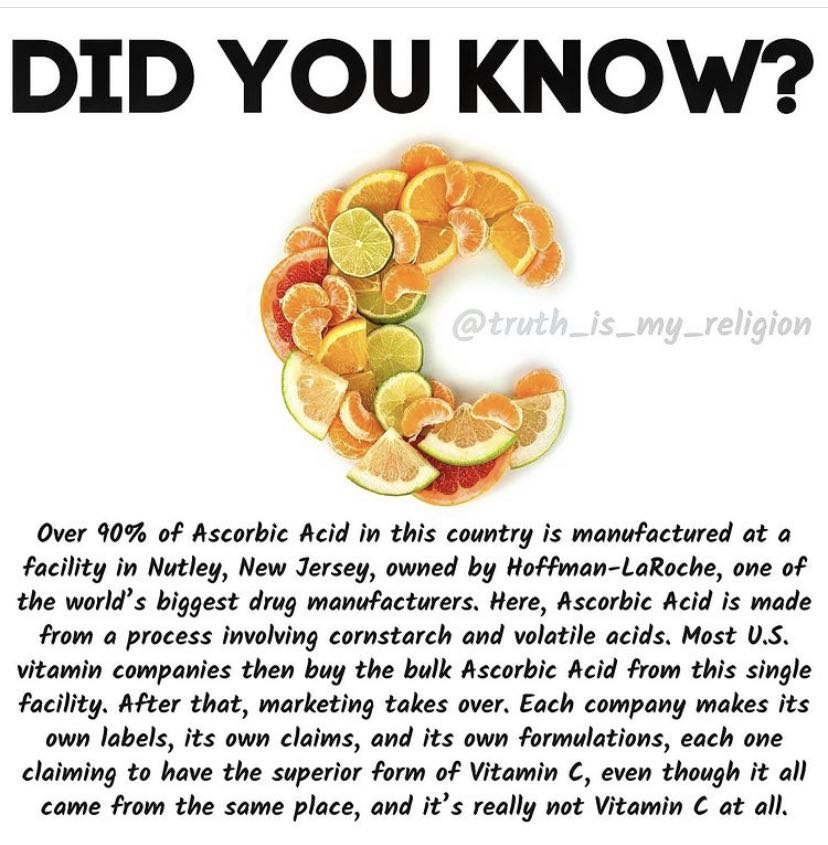 DID YOU KNOW?
@truth_is_my_religion
Over 90% of Ascorbic Acid in this country is manufactured at a
facility in Nutley, New Jersey, owned by Hoffman-LaRoche, one of
the world's biggest drug manufacturers. Here, Ascorbic Acid is made
from a process involving cornstarch and volatile acids. Most U.S.
vitamin companies then buy the bulk Ascorbic Acid from this single
facility. After that, marketing takes over. Each company makes its
own labels, its own claims, and its own formulations, each one
claiming to have the superior form of Vitamin C, even though it all
came from the same place, and it's really not Vitamin C at all.